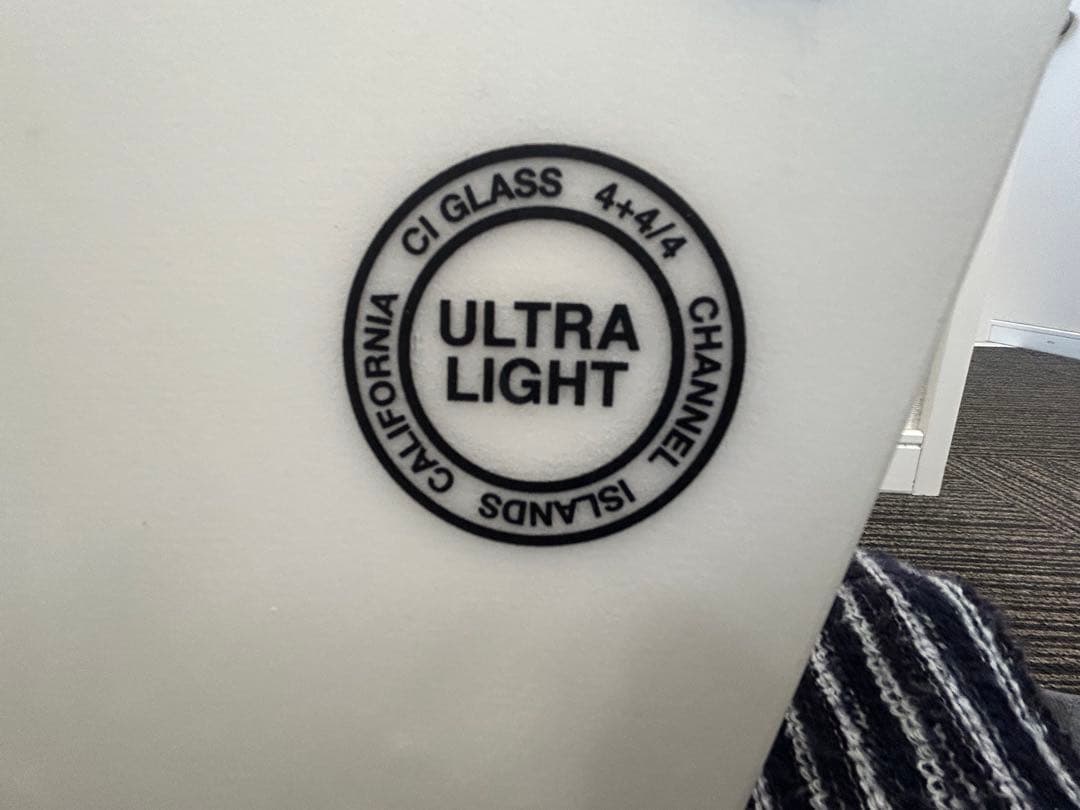 CI GLASS 4+4/4 CHANNEL ISLANDS CALIFORNIA
ULTRA
LIGHT